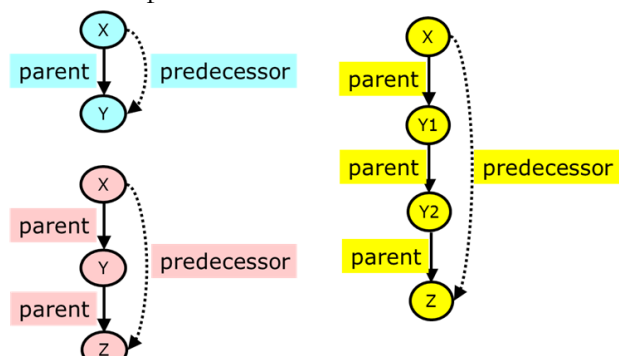 X
parent
predecessor
Y
X
parent
Y
predecessor
parent
Z
X
parent
Y1
parent
predecessor
Y2
parent
Z